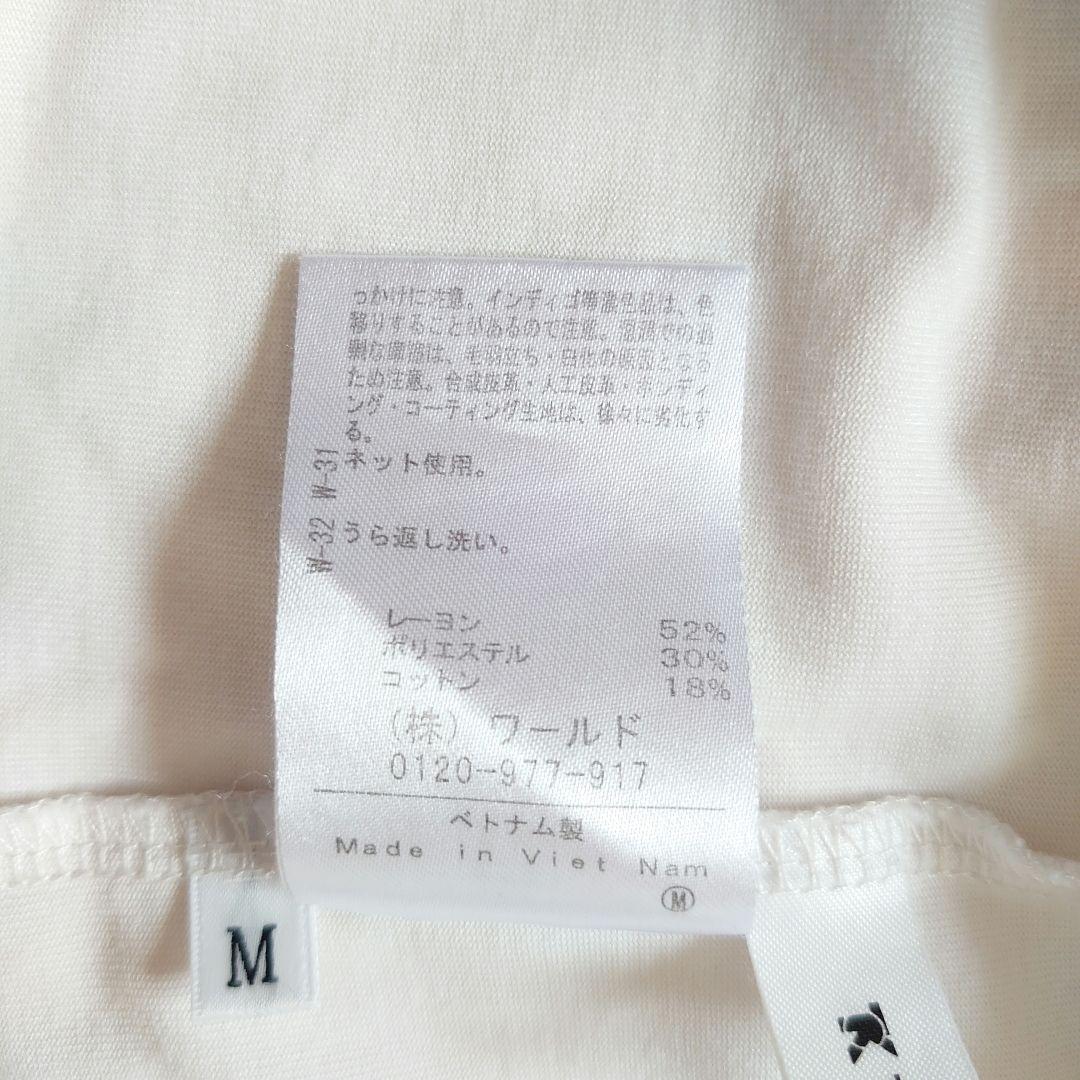 っかけに注意。インディゴ等濃色品は、色
移りすることがあるので注意。湿潤での過
剰な摩擦は、毛羽立ち・白化の原因となる
ため注意。合成皮革・人工皮革・ボンディ
ング・コーティング生地は、徐々に劣化す
る。
W-31 ネット使用。
W-32 うら返し洗い。
レーヨン 52%
ポリエステル 30%
コットン 18%
(株) ワールド
0120-977-917
ベトナム製
Made in Viet Nam
Ⓜ
M